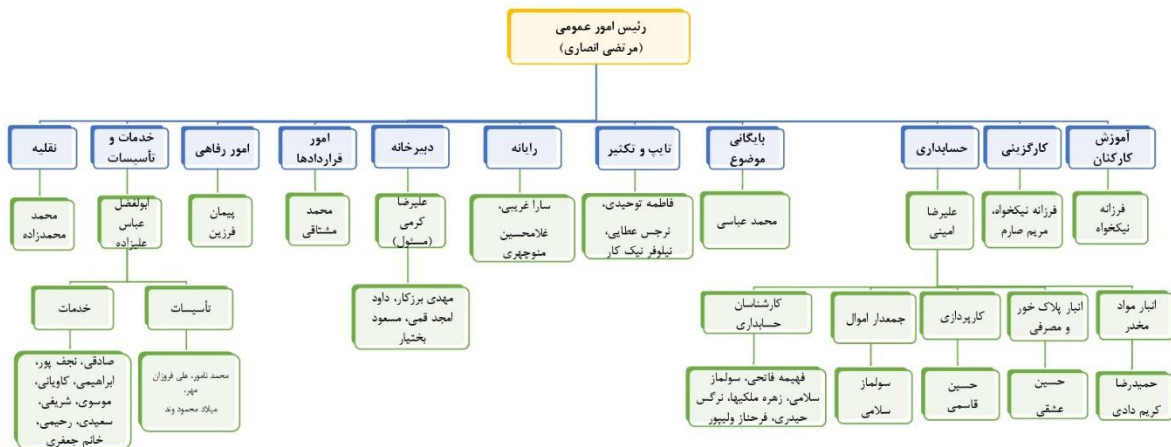 رئیس امور عمومی
(مرتضی انصاری)
آموزش
کارکنان
کارگزینی
حسابداری
بایگانی
موضوع
تایپ و تکثیر
رایانه
دبیرخانه
امور
قراردادها
امور رفاهی
خدمات و
تأسیسات
نقلیه
فرزانه
نیکخواه
فرزانه نیکخواه،
مریم صارم
علیرضا
امینی
محمد عباسی
فاطمه توحیدی،
نرجس عطایی،
نیلوفر نیک کار
سارا غریبی،
غلامحسین
منوچهری
علیرضا
کرمی
(مسئول)
محمد
مشتاقی
پیمان
فرزین
ابولفضل
عباس
علیزاده
محمد
محمدزاده
انبار مواد
مخدر
انبار پلاک خور
و مصرفی
کارپردازی
جمعدار اموال
کارشناسان
حسابداری
مهدی برزکار، داود
امجد قمی، مسعود
بختیار
تأسیسات
خدمات
حمیدرضا
کریم دادی
حسین
عشقی
حسین
قاسمی
سولماز
سلامی
فهیمه فاتحی، سولماز
سلامی، زهره ملکیها، نرگس
حیدری، فرحناز ولیپور
محمد نامور، علی فروزان
مهر،
میلاد محمود وند
صادقی، نجف پور،
ابراهیمی، کاویانی،
موسوی، شریفی،
سعیدی، رحیمی،
خانم جعفری